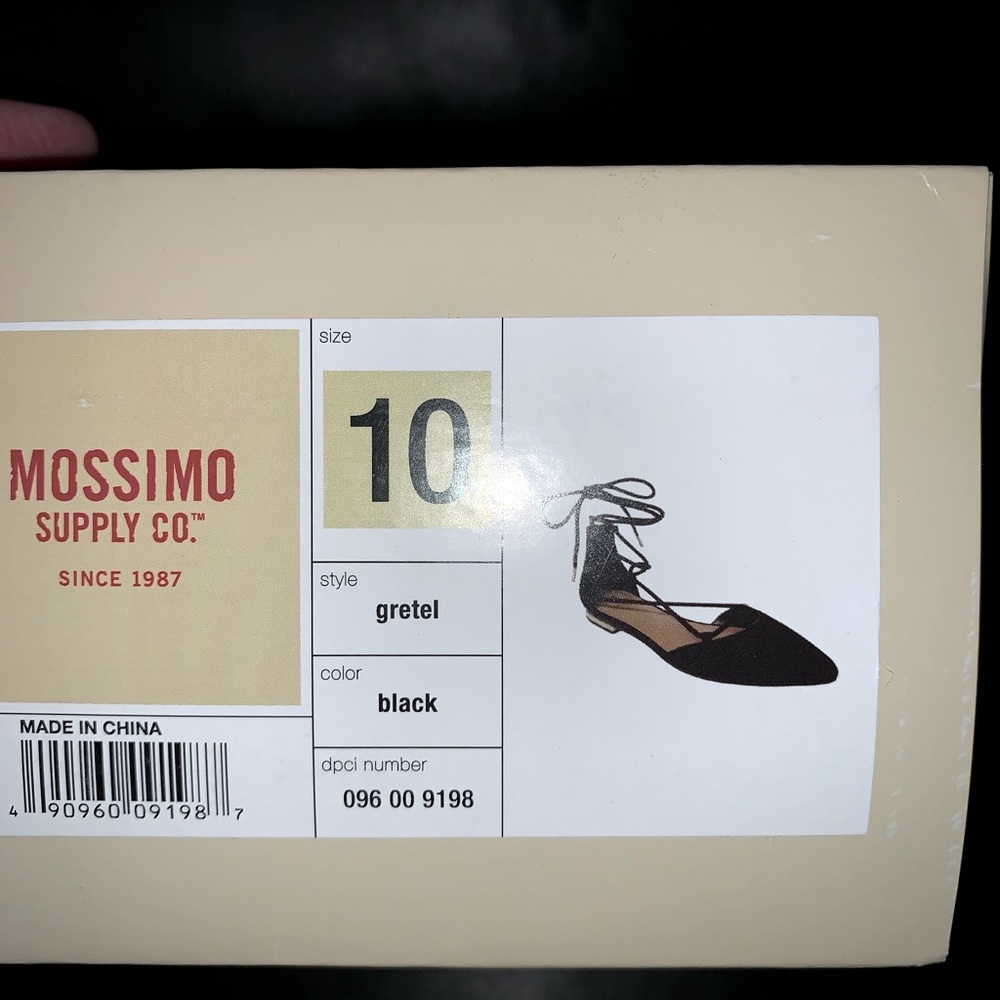 MOSSIMO
SUPPLY CO.™
SINCE 1987
MADE IN CHINA
4 90960 09198 7
size
10
style
gretel
color
black
dpci number
096 00 9198